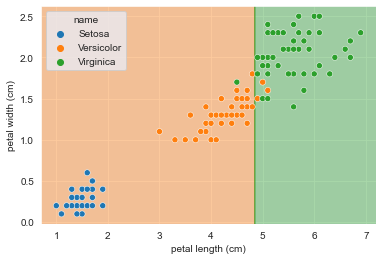 name
Setosa
Versicolor
Virginica
petal width (cm)
2.5
2.0
1.5
1.0
0.5
0.0
1 2 3 4 5 6 7
petal length (cm)